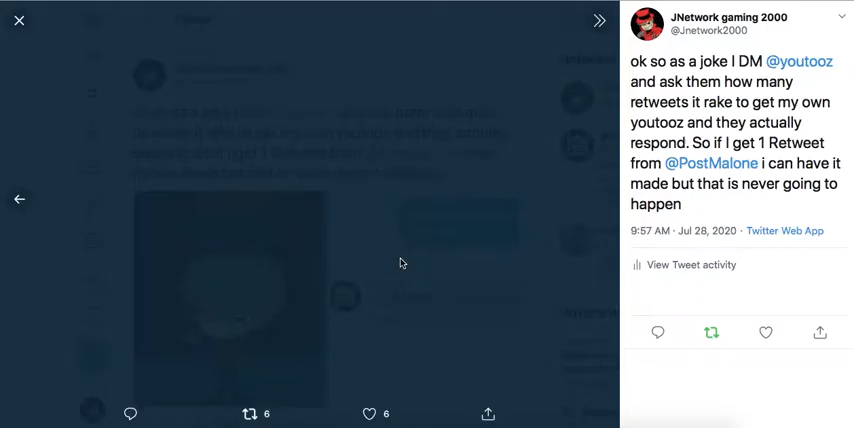 JNetwork gaming 2000
@Jnetwork2000
ok so as a joke I DM @youtooz
and ask them how many
retweets it rake to get my own
youtooz and they actually
respond. So if I get 1 Retweet
from @PostMalone i can have it
made but that is never going to
happen
9:57 AM · Jul 28, 2020 · Twitter Web App
View Tweet activity
6
6